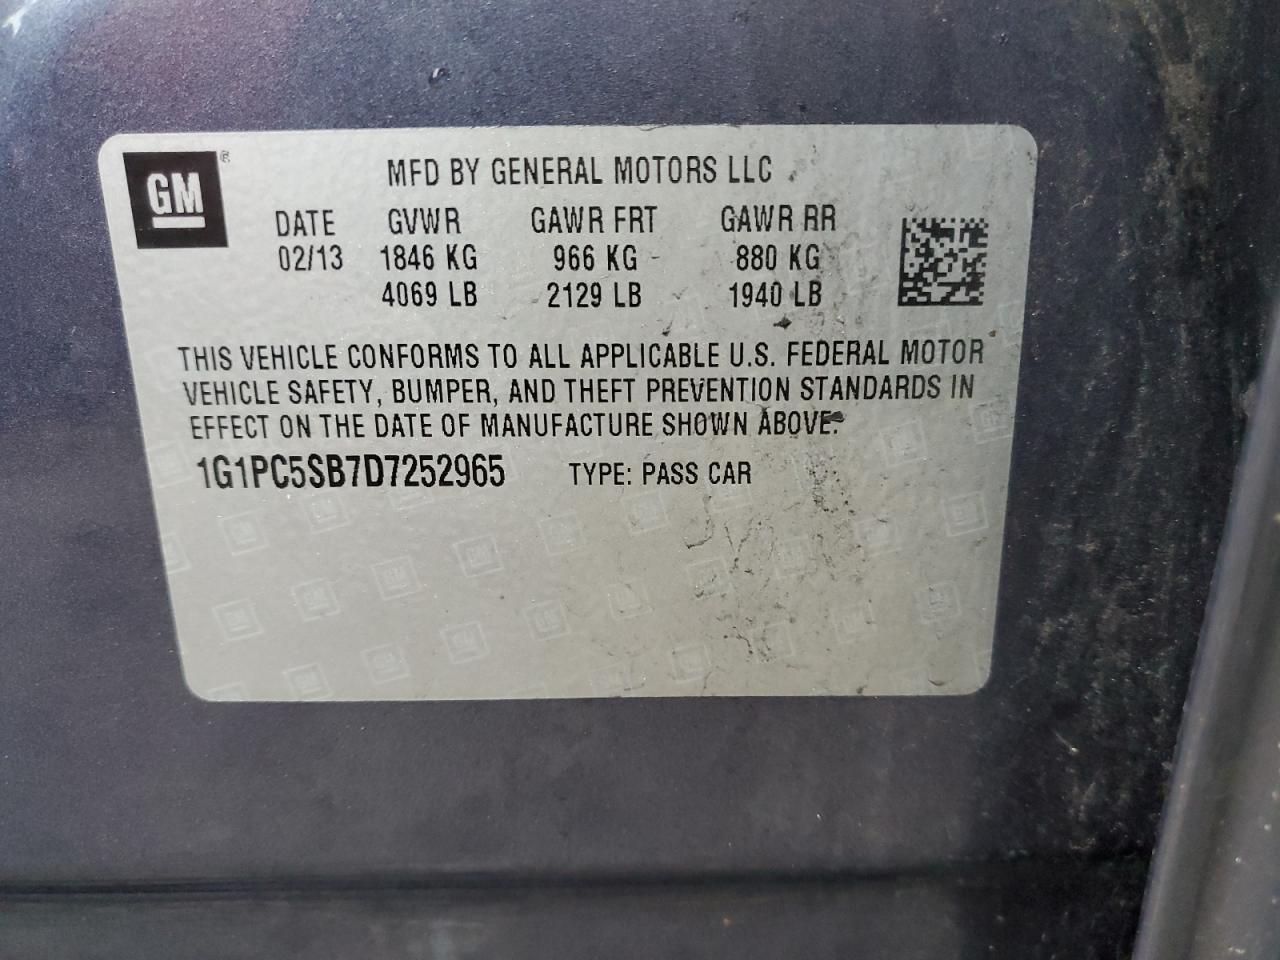 GM ®
MFD BY GENERAL MOTORS LLC
DATE GVWR GAWR FRT GAWR RR
02/13 1846 KG 966 KG 880 KG
4069 LB 2129 LB 1940 LB
THIS VEHICLE CONFORMS TO ALL APPLICABLE U.S. FEDERAL MOTOR
VEHICLE SAFETY, BUMPER, AND THEFT PREVENTION STANDARDS IN
EFFECT ON THE DATE OF MANUFACTURE SHOWN ABOVE.
1G1PC5SB7D7252965 TYPE: PASS CAR